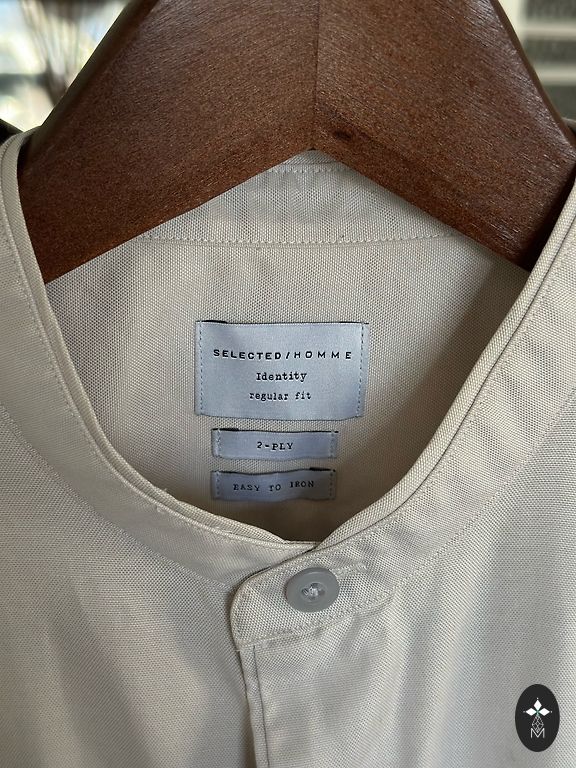 SELECTED/HOMME
Identity
regular fit
2-PLY
EASY TO IRON